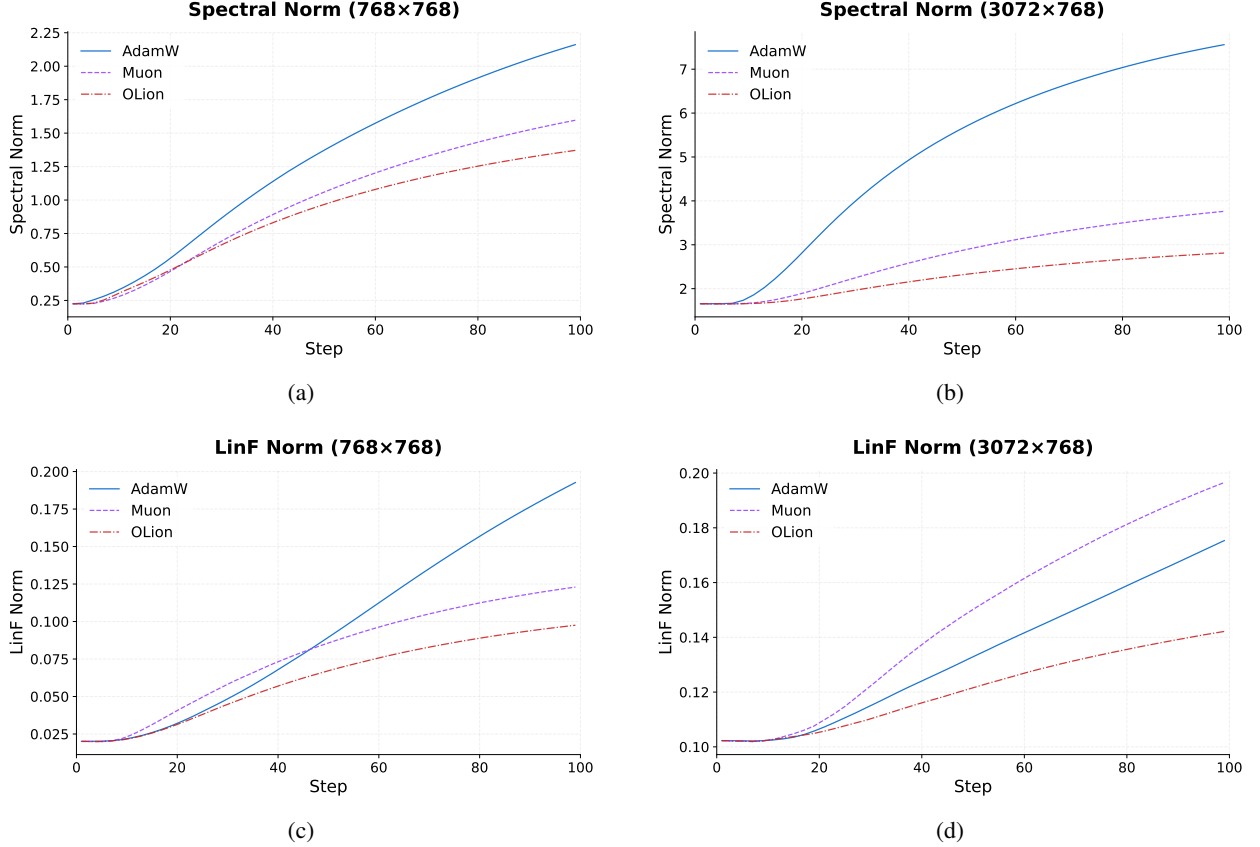 Spectral Norm (768×768)
2.25
2.00
1.75
1.50
1.25
1.00
0.75
0.50
0.25
Spectral Norm
AdamW
Muon
OLion
0 20 40 60 80 100
Step
(a)
Spectral Norm (3072×768)
7
6
5
4
3
2
Spectral Norm
AdamW
Muon
OLion
0 20 40 60 80 100
Step
(b)
LinF Norm (768×768)
0.200
0.175
0.150
0.125
0.100
0.075
0.050
0.025
LinF Norm
AdamW
Muon
OLion
0 20 40 60 80 100
Step
(c)
LinF Norm (3072×768)
0.20
0.18
0.16
0.14
0.12
0.10
LinF Norm
AdamW
Muon
OLion
0 20 40 60 80 100
Step
(d)